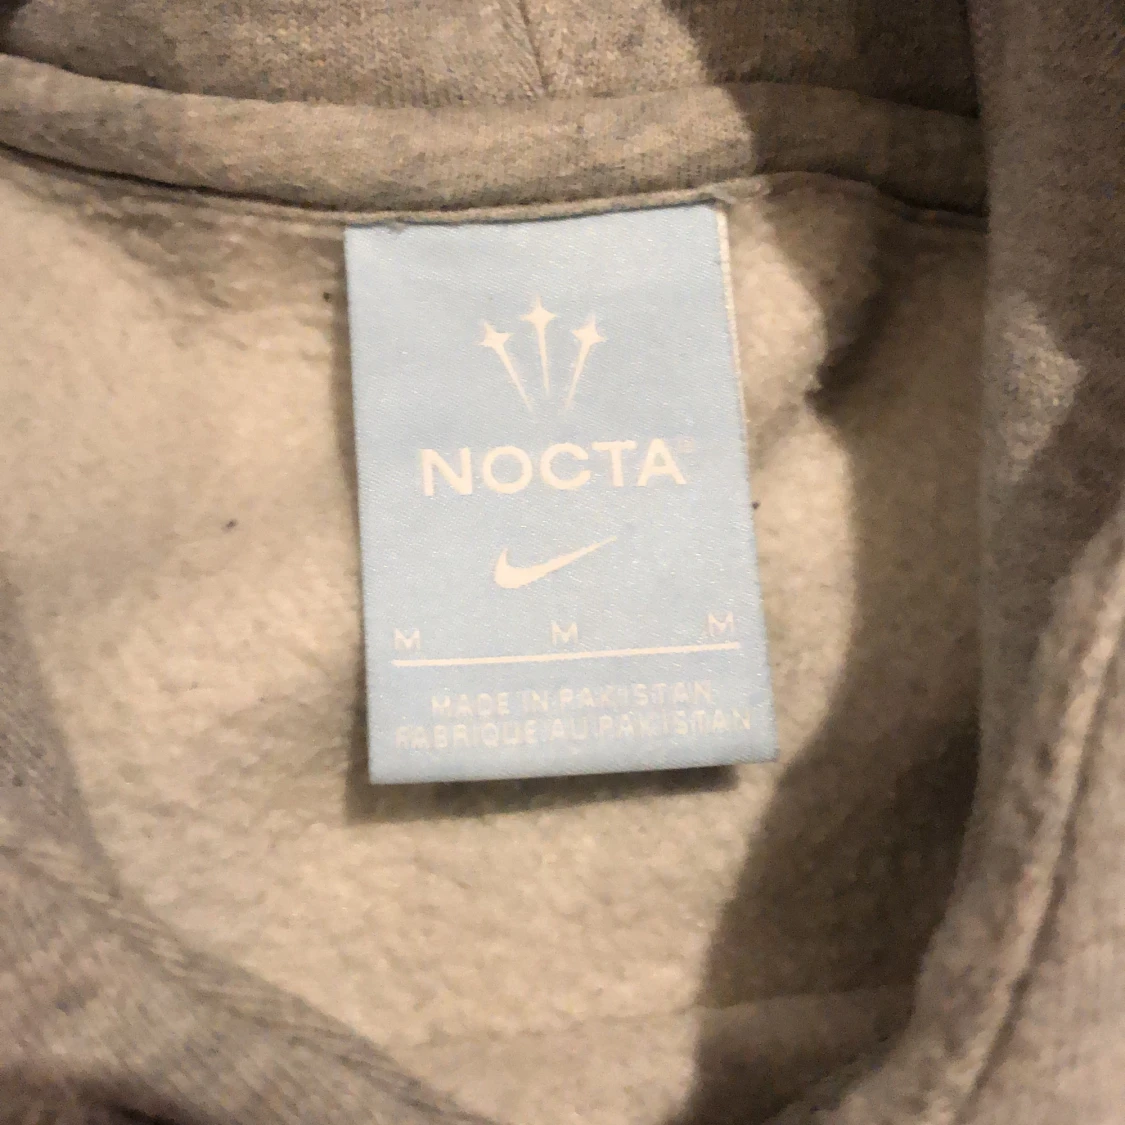 NOCTA®
M M M
MADE IN PAKISTAN
FABRIQUE AU PAKISTAN